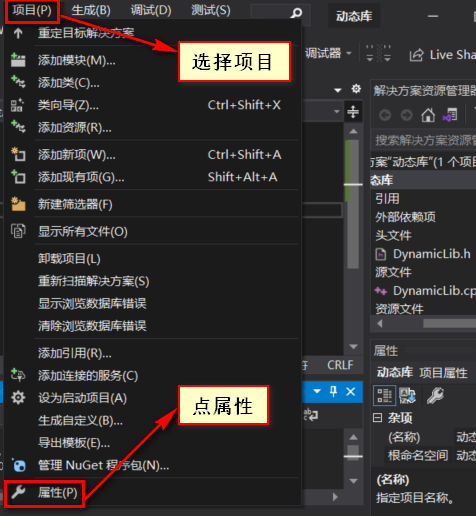 项目(P) 生成(B) 调试(D) 测试(S) 动态库
重定目标解决方案
选择项目
调试器 Live Sha
添加模块(M)...
添加类(C)...
类向导(Z)... Ctrl+Shift+X
添加资源(R)...
添加新项(W)... Ctrl+Shift+A
添加现有项(G)... Shift+Alt+A
新建筛选器(F)
显示所有文件(O)
卸载项目(L)
重新扫描解决方案(S)
显示浏览数据库错误
清除浏览数据库错误
添加引用(R)...
添加连接的服务(C)
设为启动项目(A)
生成自定义(B)...
导出模板(E)...
管理 NuGet 程序包(N)...
属性(P)
点属性
CRLF
解决方案资源管理器
搜索解决方案资源管
方案"动态库"(1 个项目
态库
引用
外部依赖项
头文件
DynamicLib.h
源文件
DynamicLib.cp
资源文件
属性
动态库 项目属性
杂项
(名称) 动态
根命名空间 动态
(名称)
指定项目名称。